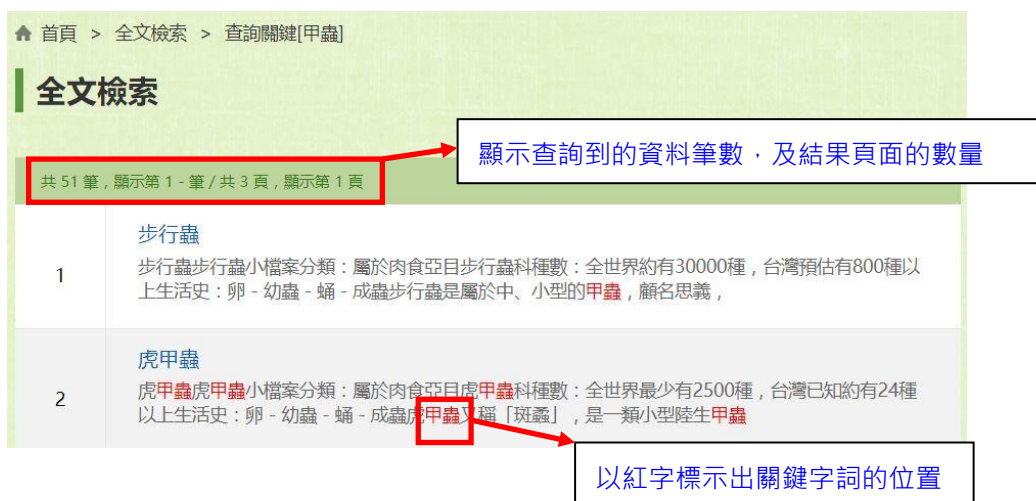 首頁 > 全文檢索 > 查詢關鍵[甲蟲]
全文檢索
顯示查詢到的資料筆數，及結果頁面的數量
共 51 筆 , 顯示第 1 - 筆 / 共 3 頁 , 顯示第 1 頁
步行蟲
1
步行蟲步行蟲小檔案分類：屬於肉食亞目步行蟲科種數：全世界約有30000種，台灣預估有800種以
上生活史：卵 - 幼蟲 - 蛹 - 成蟲步行蟲是屬於中、小型的甲蟲，顧名思義，
虎甲蟲
2
虎甲蟲虎甲蟲小檔案分類：屬於肉食亞目虎甲蟲科種數：全世界最少有2500種，台灣已知約有24種
以上生活史：卵 - 幼蟲 - 蛹 - 成蟲虎甲蟲又稱「斑蝥」，是一類小型陸生甲蟲
以紅字標示出關鍵字詞的位置